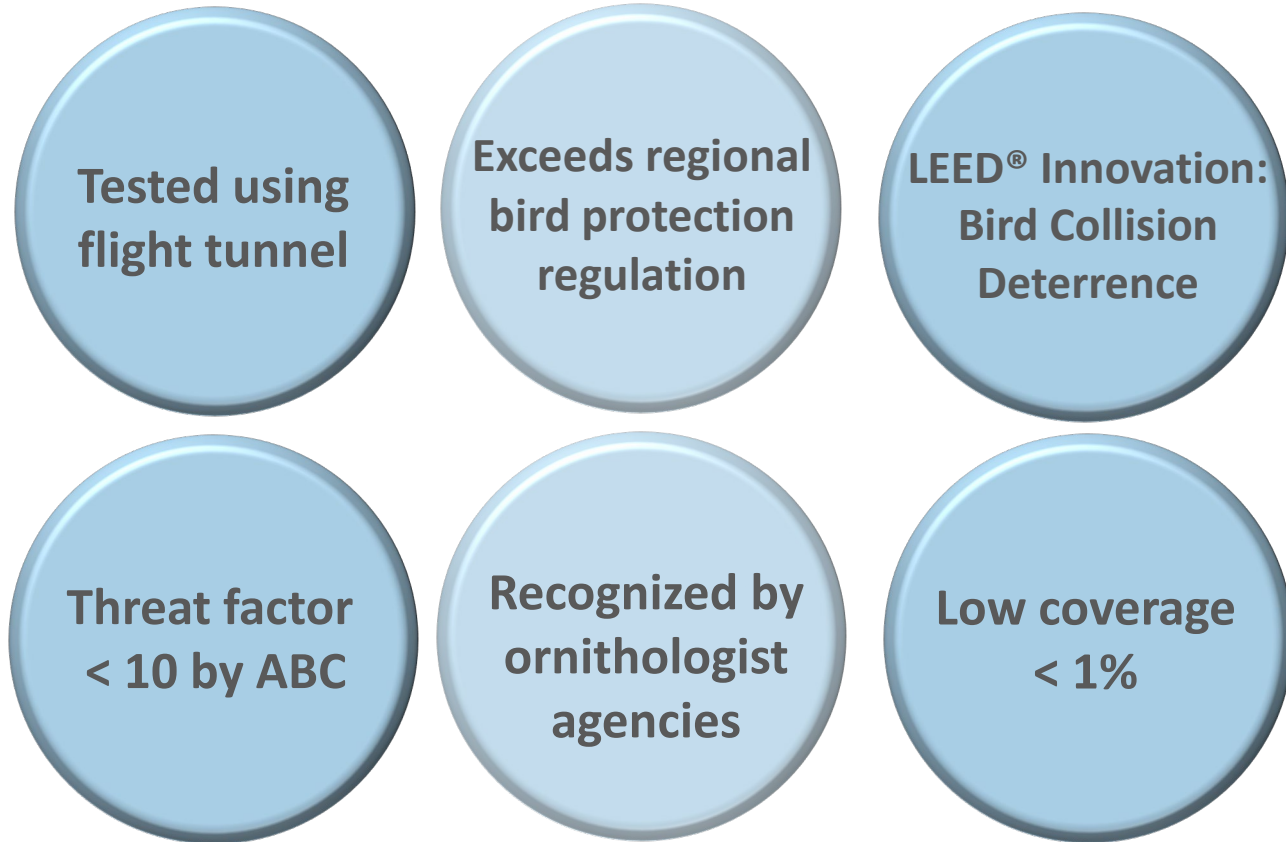 Tested using
flight tunnel
Exceeds regional
bird protection
regulation
LEED® Innovation:
Bird Collision
Deterrence
Threat factor
< 10 by ABC
Recognized by
ornithologist
agencies
Low coverage
< 1%